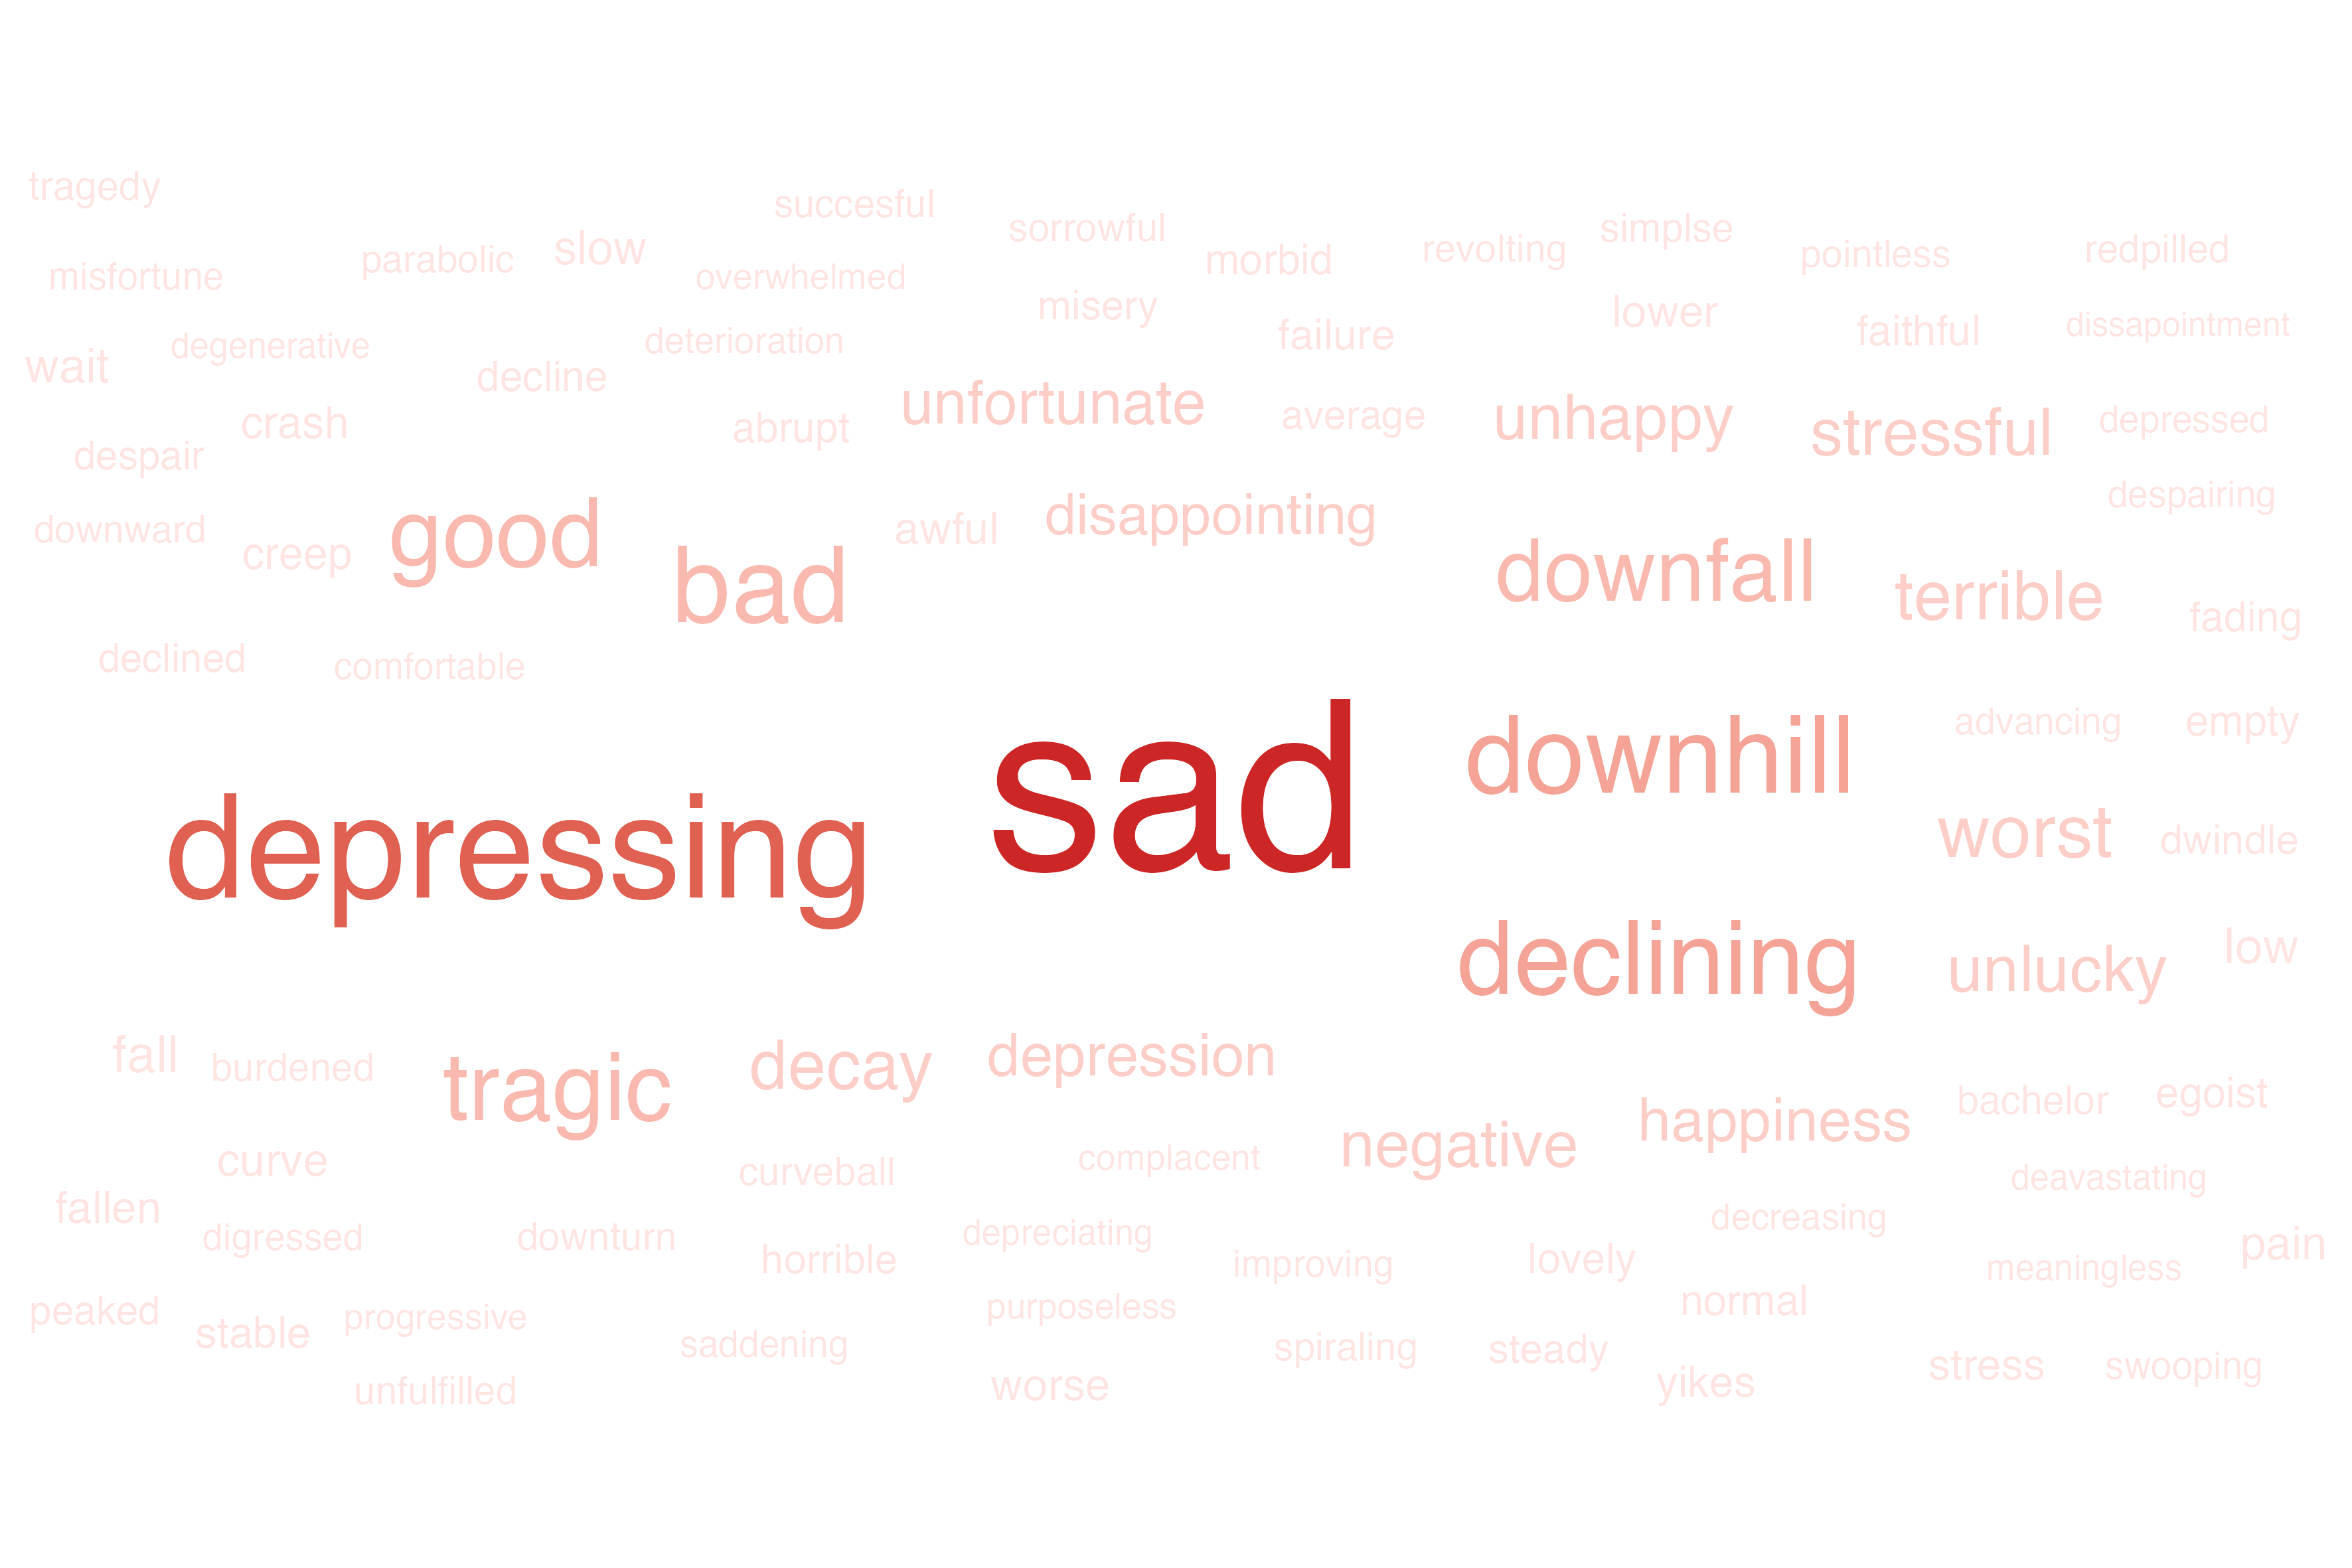 tragedy
succesful
sorrowful
simplse
misfortune
parabolic
slow
overwhelmed
morbid
revolting
pointless
redpilled
misery
lower
wait
degenerative
decline
deterioration
failure
faithful
dissapointment
despair
crash
abrupt
unfortunate
average
unhappy
stressful
depressed
downward
creep
good
bad
awful
disappointing
downfall
terrible
despairing
fading
declined
comfortable
depressing
sad
downhill
advancing
empty
worst
dwindle
declining
unlucky
low
fall
burdened
tragic
decay
depression
negative
happiness
bachelor
egoist
curve
curveball
complacent
deavastating
fallen
digressed
downturn
horrible
depreciating
improving
lovely
decreasing
meaningless
pain
peaked
stable
progressive
saddening
purposeless
spiraling
steady
normal
unfulfilled
worse
yikes
stress
swooping